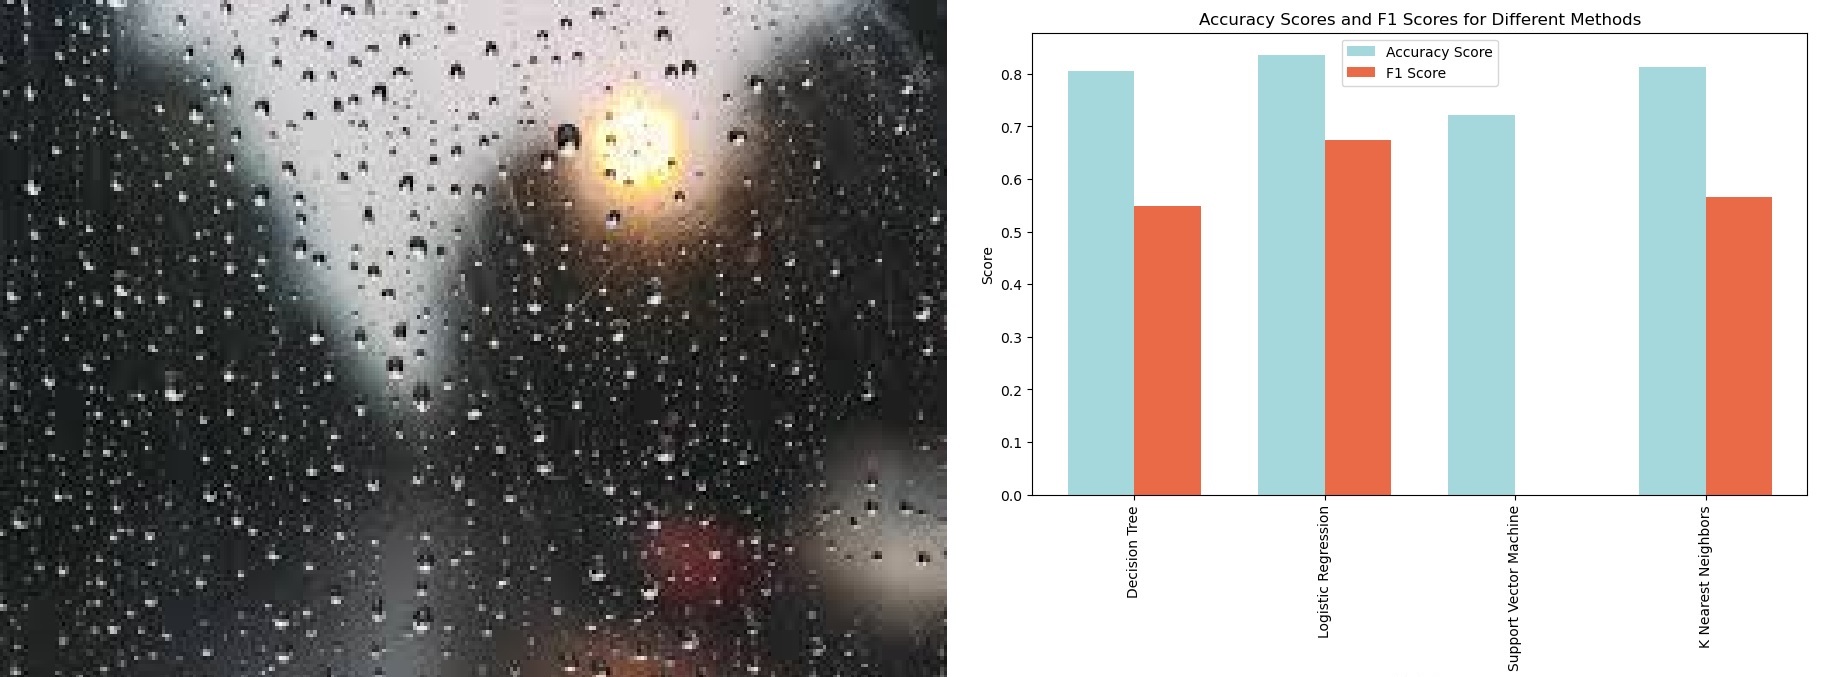 Accuracy Scores and F1 Scores for Different Methods
Accuracy Score
F1 Score
Score
0.8
0.7
0.6
0.5
0.4
0.3
0.2
0.1
0.0
Decision Tree
Logistic Regression
Support Vector Machine
K Nearest Neighbors